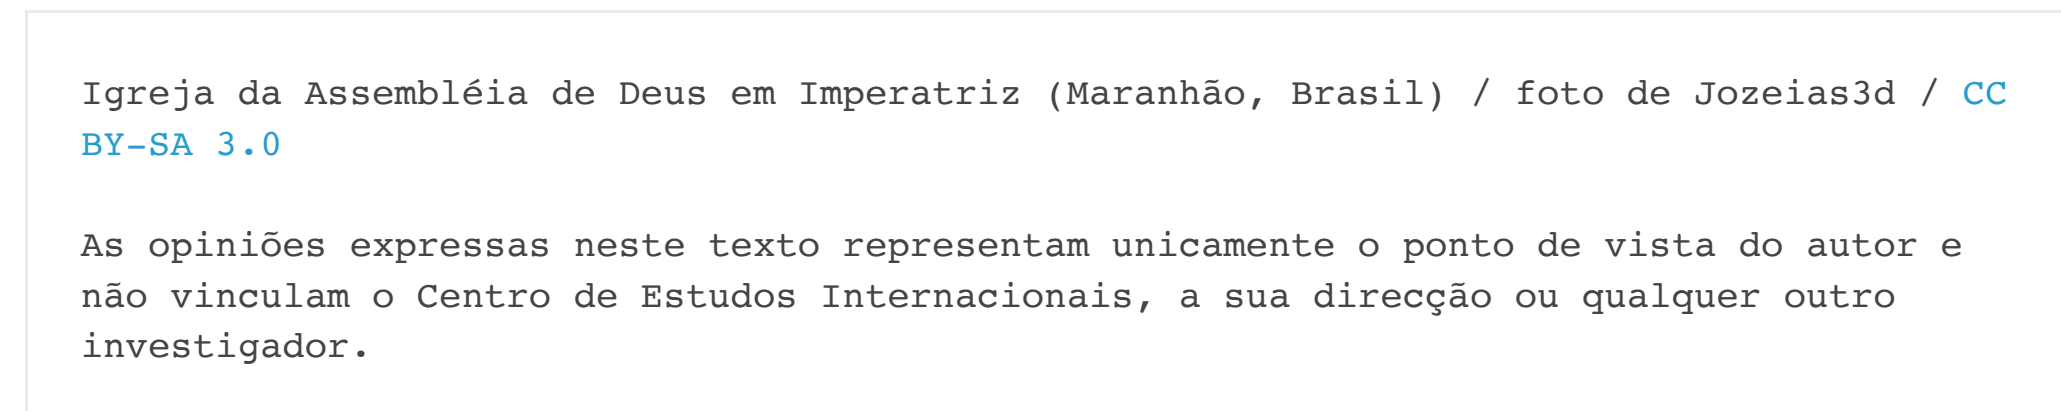 Igreja da Assembléia de Deus em Imperatriz (Maranhão, Brasil) / foto de Jozeias3d / CC
BY-SA 3.0
As opiniões expressas neste texto representam unicamente o ponto de vista do autor e
não vinculam o Centro de Estudos Internacionais, a sua direcção ou qualquer outro
investigador.